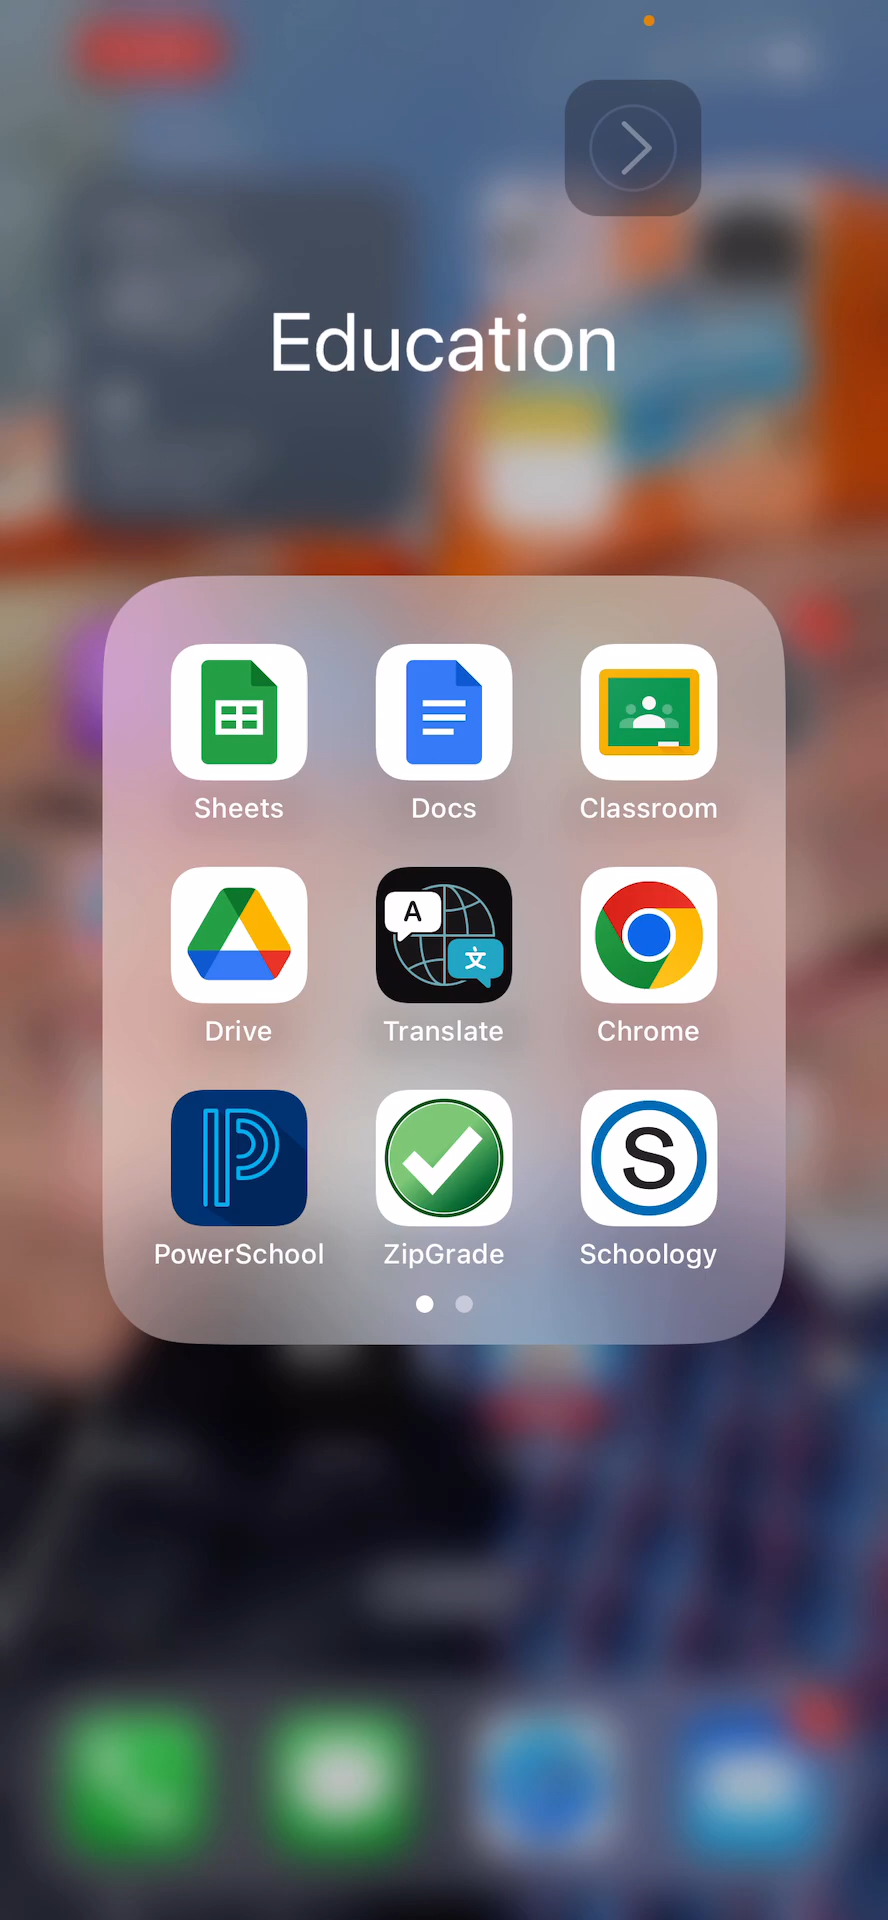 Education
Sheets
Docs
Classroom
A
文
Drive
Translate
Chrome
P
S
PowerSchool
ZipGrade
Schoology